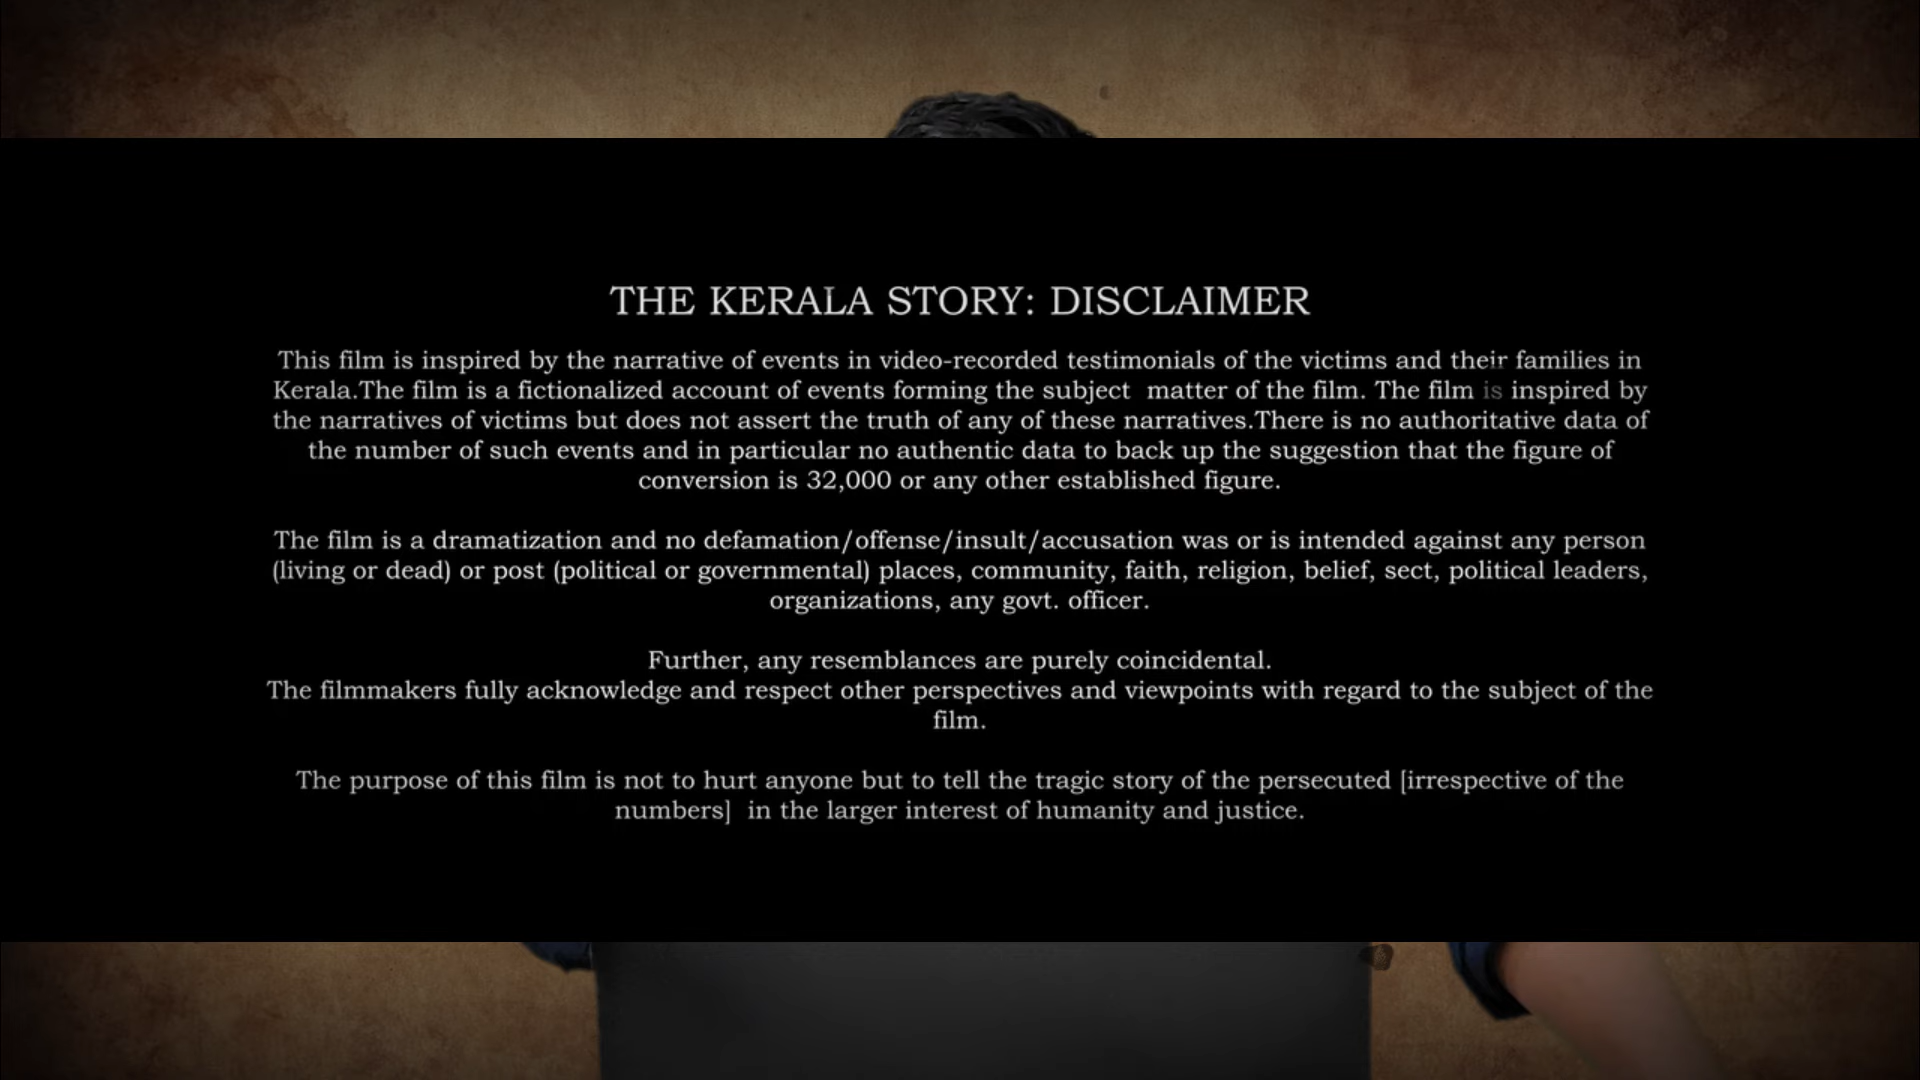 THE KERALA STORY: DISCLAIMER
This film is inspired by the narrative of events in video-recorded testimonials of the victims and their families in
Kerala.The film is a fictionalized account of events forming the subject  matter of the film. The film is inspired by
the narratives of victims but does not assert the truth of any of these narratives.There is no authoritative data of
the number of such events and in particular no authentic data to back up the suggestion that the figure of
conversion is 32,000 or any other established figure.
The film is a dramatization and no defamation/offense/insult/accusation was or is intended against any person
(living or dead) or post (political or governmental) places, community, faith, religion, belief, sect, political leaders,
organizations, any govt. officer.
Further, any resemblances are purely coincidental.
The filmmakers fully acknowledge and respect other perspectives and viewpoints with regard to the subject of the
film.
The purpose of this film is not to hurt anyone but to tell the tragic story of the persecuted [irrespective of the
numbers]  in the larger interest of humanity and justice.